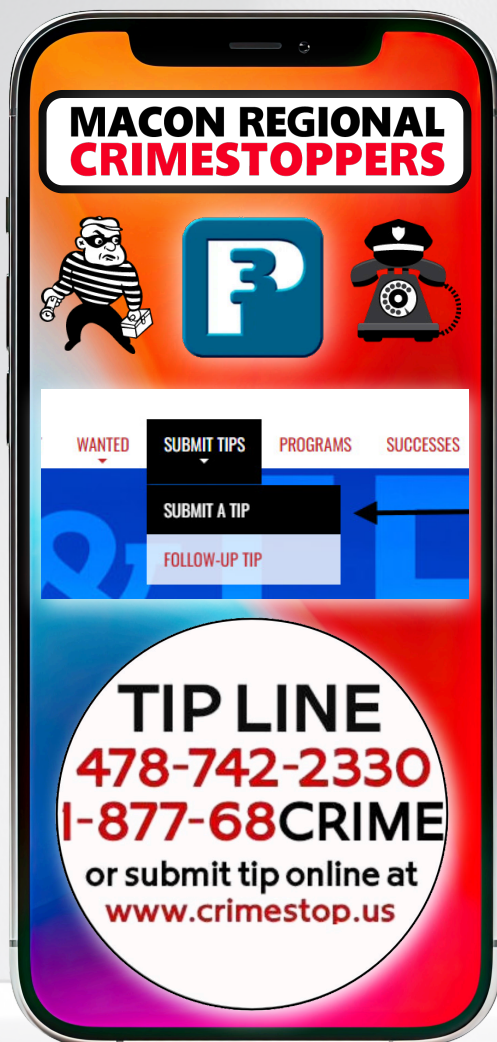 MACON REGIONAL
CRIMESTOPPERS
P3
WANTED SUBMIT TIPS PROGRAMS SUCCESSES
SUBMIT A TIP
FOLLOW-UP TIP
TIP LINE
478-742-2330
1-877-68CRIME
or submit tip online at
www.crimestop.us